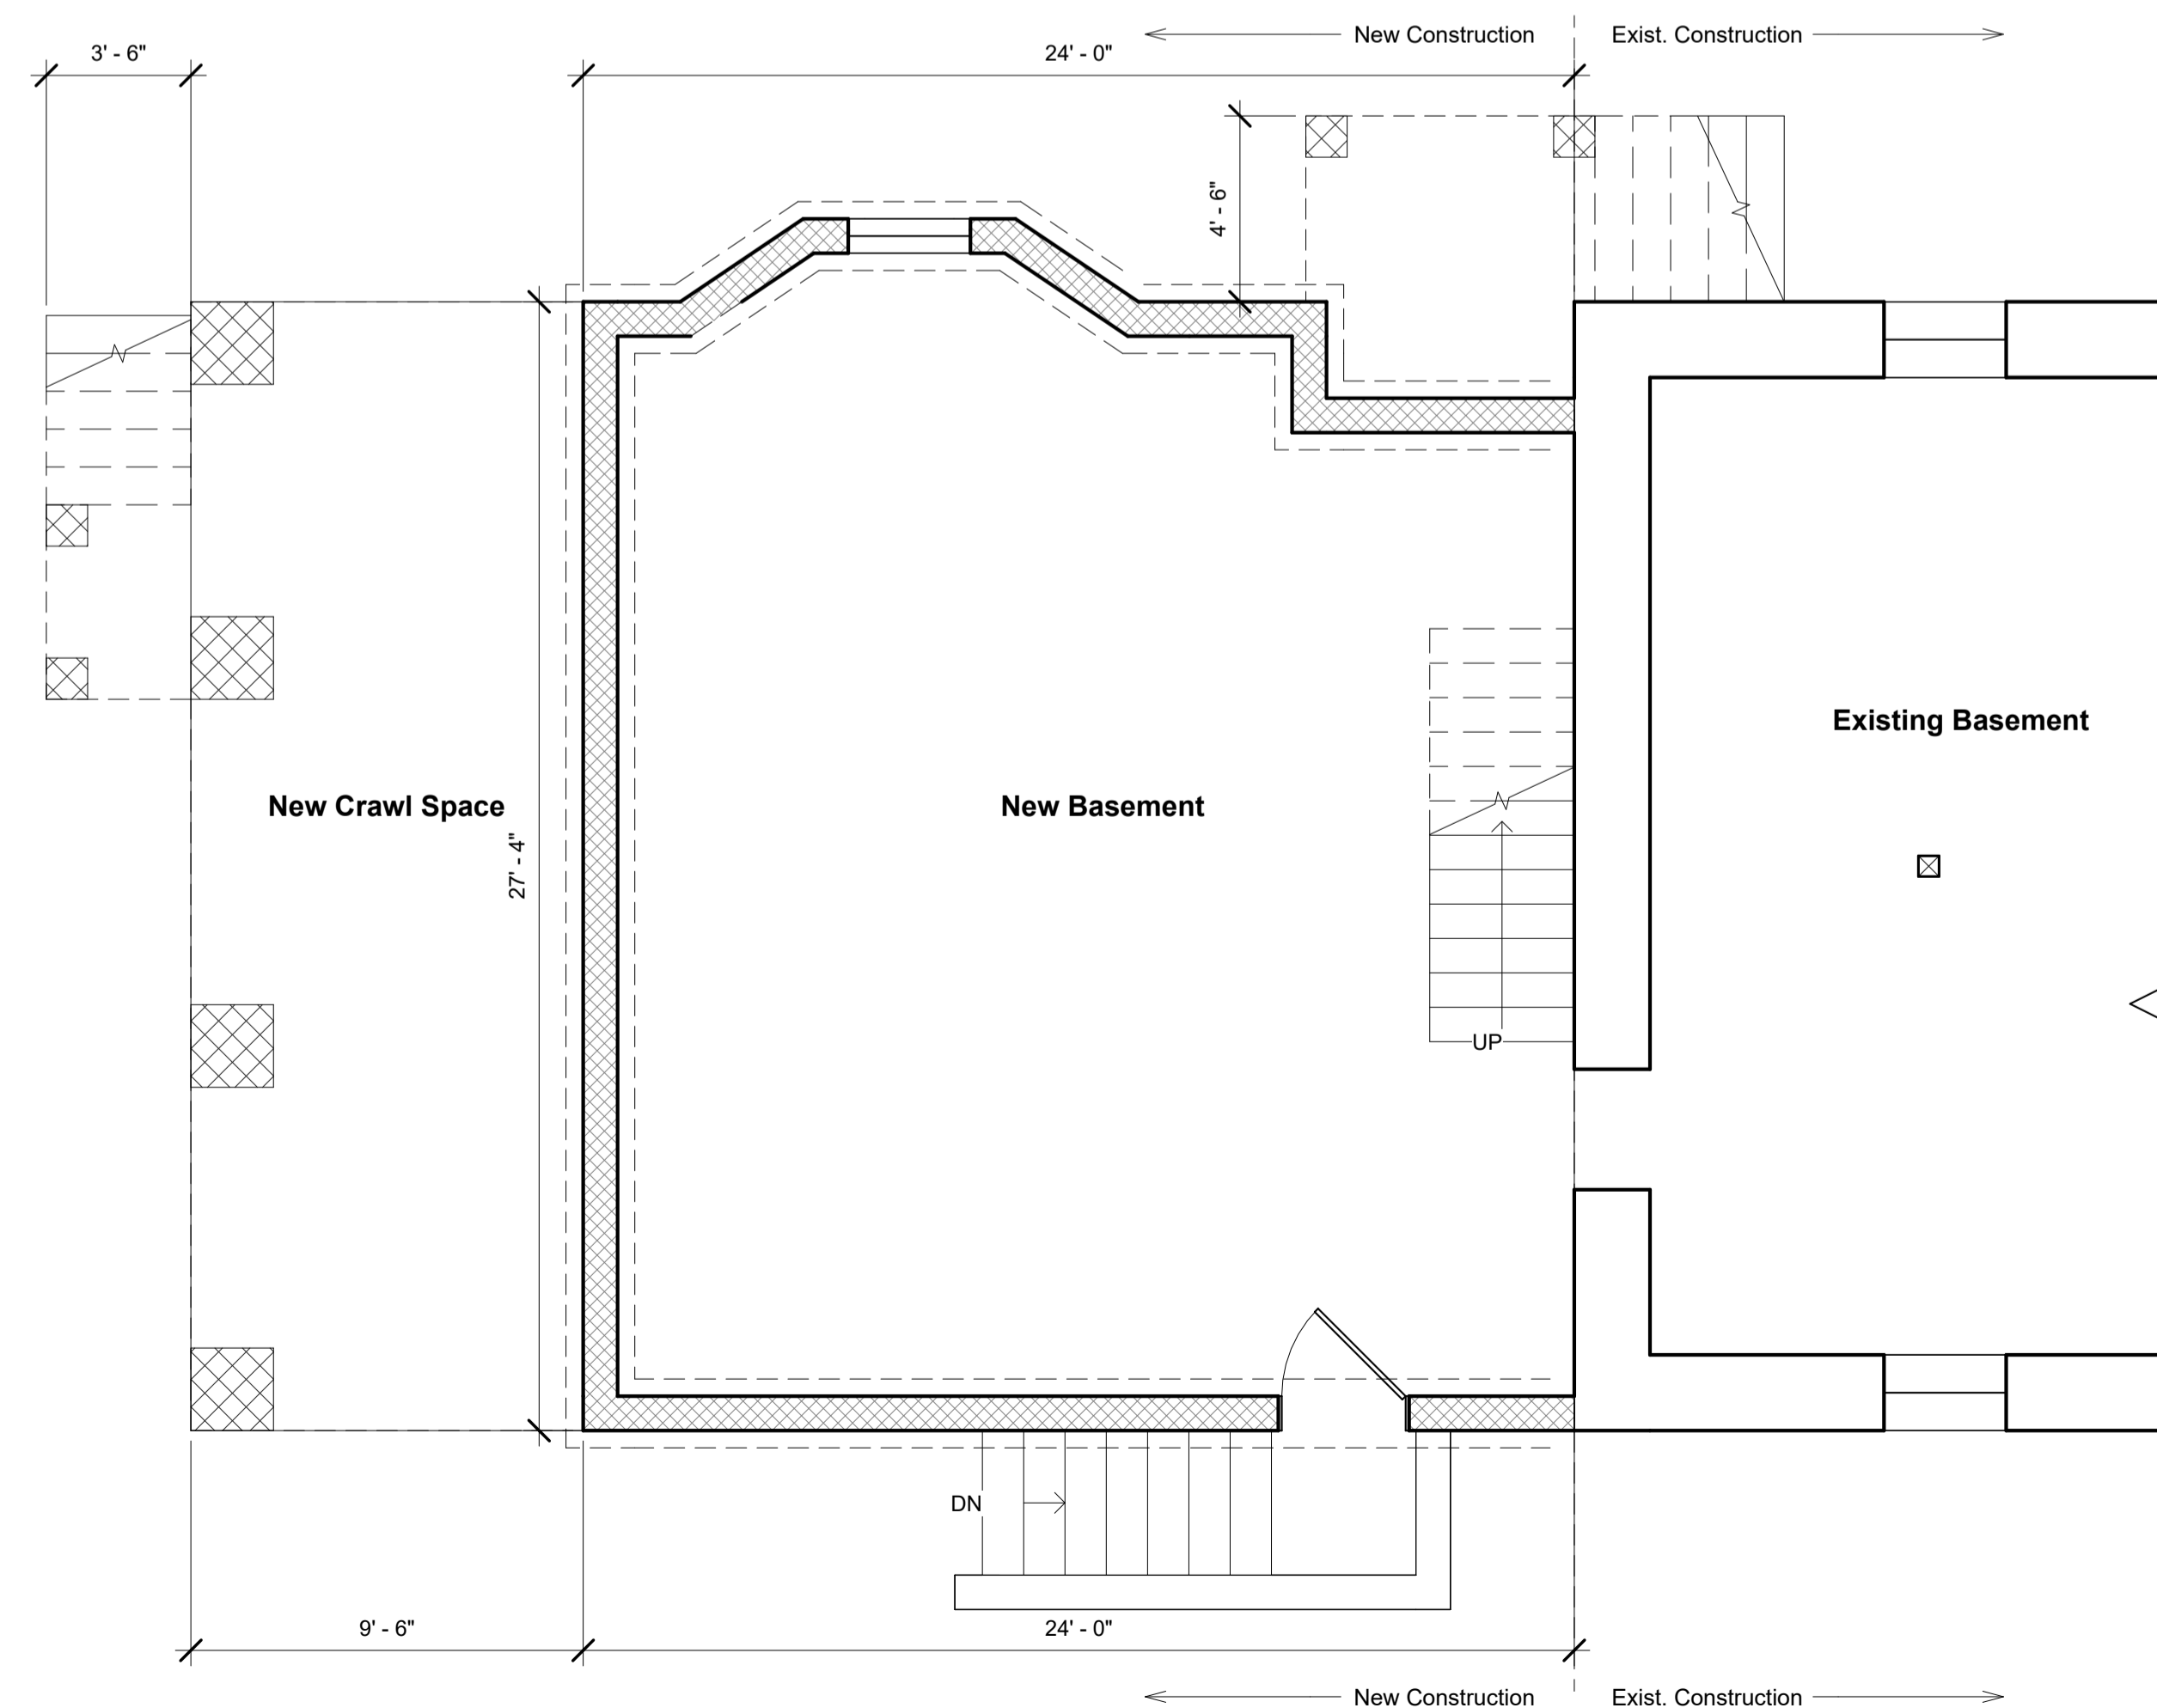 New Construction
Exist. Construction
3' - 6"
24' - 0"
4' - 6"
Existing Basement
New Crawl Space
New Basement
27' - 4"
UP
DN
9' - 6"
24' - 0"
New Construction
Exist. Construction